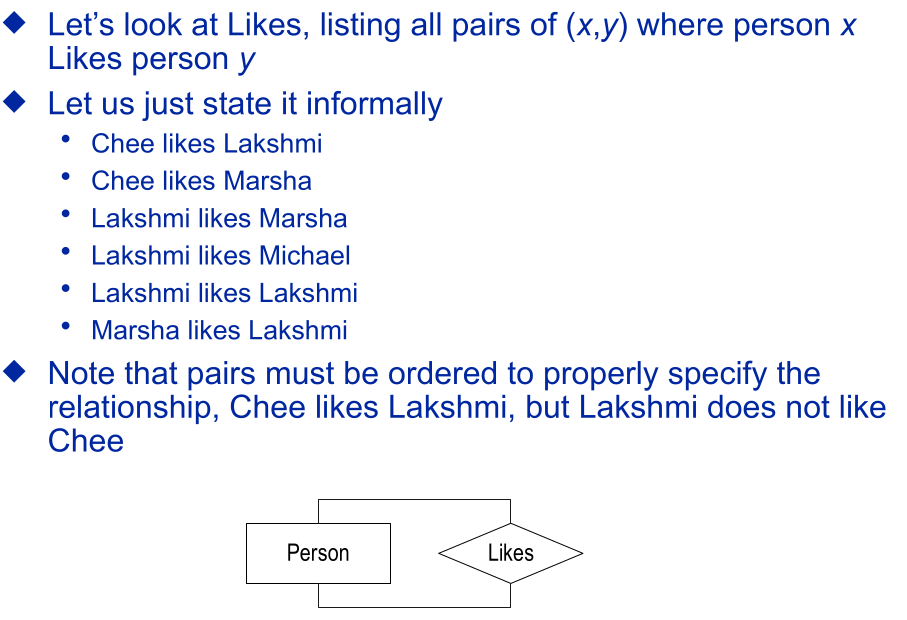 ◆ Let’s look at Likes, listing all pairs of (x,y) where person x
Likes person y
◆ Let us just state it informally
• Chee likes Lakshmi
• Chee likes Marsha
• Lakshmi likes Marsha
• Lakshmi likes Michael
• Lakshmi likes Lakshmi
• Marsha likes Lakshmi
◆ Note that pairs must be ordered to properly specify the
relationship, Chee likes Lakshmi, but Lakshmi does not like
Chee
Person
Likes